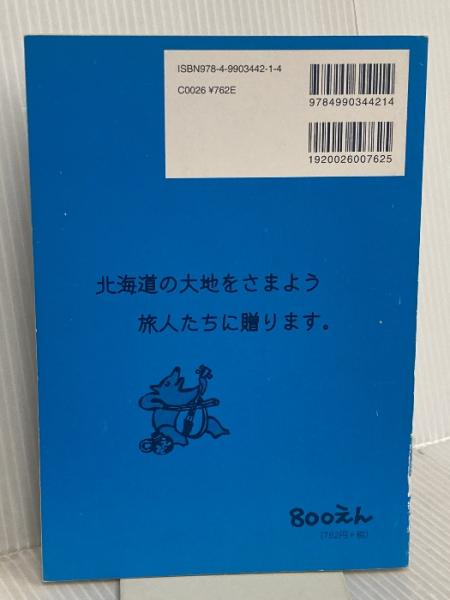 ISBN978-4-9903442-1-4
C0026 ¥762E
9784990344214
1920026007625
北海道の大地をさまよう
旅人たちに贈ります。
800えん
(762円+税)